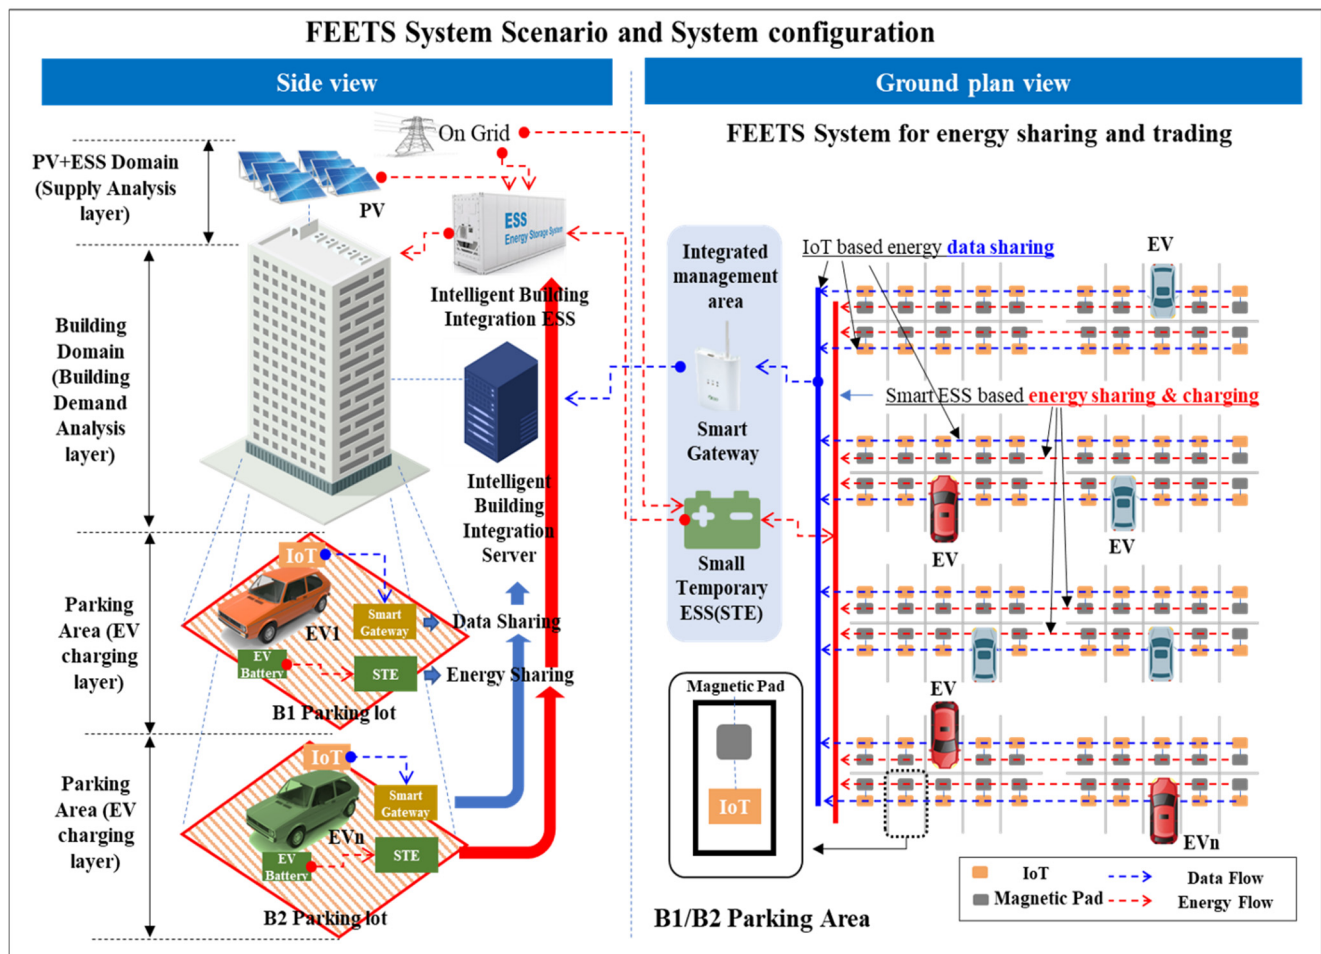 FEETS System Scenario and System configuration
Side view
On Grid
PV+ESS Domain
(Supply Analysis
layer)
PV
ESS
Energy Storage System
Intelligent Building
Integration ESS
Building
Domain
(Building
Demand
Analysis
layer)
Intelligent
Building
Integration
Server
Parking
Area (EV
charging
layer)
IoT
EV1
Smart
Gateway
Data Sharing
EV
Battery
STE
Energy Sharing
B1 Parking lot
Parking
Area (EV
charging
layer)
IoT
EVn
Smart
Gateway
EV
Battery
STE
B2 Parking lot
Ground plan view
FEETS System for energy sharing and trading
Integrated
management
area
Smart
Gateway
Small
Temporary
ESS(STE)
IoT based energy data sharing
EV
Smart ESS based energy sharing & charging
EV
EV
EV
EVn
Magnetic Pad
IoT
B1/B2 Parking Area
IoT
Data Flow
Magnetic Pad
Energy Flow